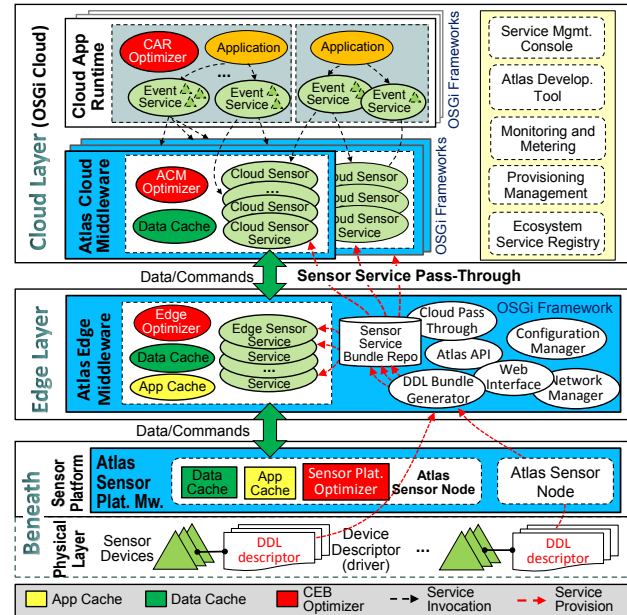 Cloud Layer (OSGi Cloud)
Cloud App
Runtime
CAR
Optimizer
Application
Application
...
Event
Service
Event
Service
Event
Service
Event
Service
OSGi Frameworks
Service Mgmt.
Console
Atlas Develop.
Tool
Monitoring and
Metering
Provisioning
Management
Ecosystem
Service Registry
Atlas Cloud
Middleware
ACM
Optimizer
Data Cache
Cloud Sensor
...
Cloud Sensor
Cloud Sensor
Service
Cloud Sensor
Cloud Sensor
Cloud Sensor
Service
OSGi Frameworks
Data/Commands
Sensor Service Pass-Through
Edge Layer
Atlas Edge
Middleware
Edge
Optimizer
Data Cache
App Cache
Edge Sensor
Service
Service
...
Service
Sensor
Service
Bundle Repo
Cloud Pass
Through
OSGi Framework
Configuration
Manager
Atlas API
Web
Interface
DDL Bundle
Generator
Network
Manager
Data/Commands
Beneath
Sensor
Platform
Atlas
Sensor
Plat. Mw.
Data
Cache
App
Cache
Sensor Plat.
Optimizer
Atlas
Sensor Node
Atlas Sensor
Node
Physical
Layer
Sensor
Devices
DDL
descriptor
Device
Descriptor
(driver)
...
DDL
descriptor
App Cache
Data Cache
CEB
Optimizer
Service
Invocation
Service
Provision